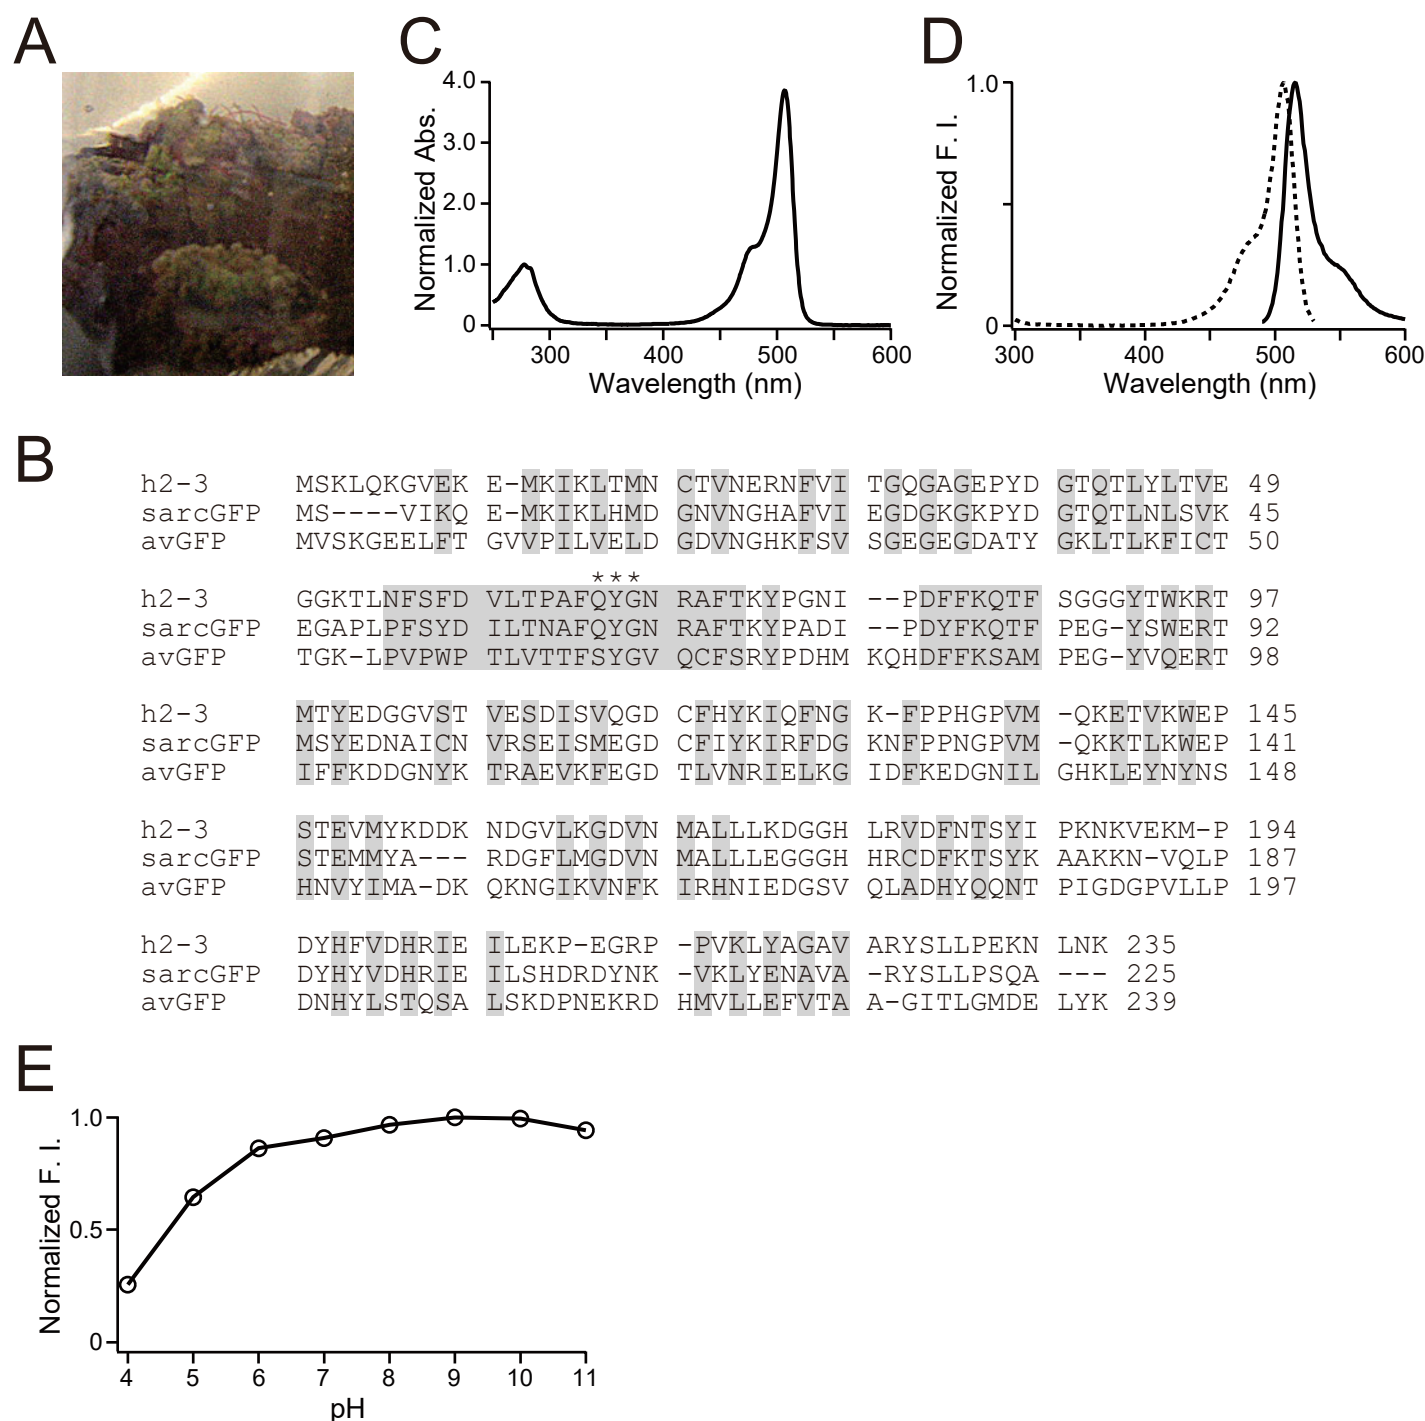 A
C
D
4.0
3.0
2.0
1.0
0
Normalized Abs.
300 400 500 600
Wavelength (nm)
1.0
0
Normalized F. I.
300 400 500 600
Wavelength (nm)
B
h2-3 MSKLQKGVEK E-MKIKLTMN CTVNERNFVI TGQGAGEPYD GTQTLYLTVE 49
sarcGFP MS----VIKQ E-MKIKLHMD GNVNGHAFVI EGDGKGKPYD GTQTLNLSVK 45
avGFP MVSKGEELFT GVVPILVELD GDVNGHKFSV SGEGEGDATY GKLTLKFICT 50
***
h2-3 GGKTLNFSFD VLTPAFQYGN RAFTKYPGNI --PDFFKQTF SGGGYTWKRT 97
sarcGFP EGAPLPFSYD ILTNAFQYGN RAFTKYPADI --PDYFKQTF PEG-YSWERT 92
avGFP TGK-LPVPWP TLVTTFSYGV QCFSRYPDHM KQHDFFKSAM PEG-YVQERT 98
h2-3 MTYEDGGVST VESDISVQGD CFHYKIQFNG K-FPPHGPVM -QKETVKWEP 145
sarcGFP MSYEDNAICN VRSEISMEGD CFIYKIRFDG KNFPPNGPVM -QKKTLKWEP 141
avGFP IFFKDDGNYK TRAEVKFEGD TLVNRIELKG IDFKEDGNIL GHKLEYNYNS 148
h2-3 STEVMYKDDK NDGVLKGDVN MALLLKDGGH LRVDFNTSYI PKNKVEKM-P 194
sarcGFP STEMMYA--- RDGFLMGDVN MALLLEGGGH HRCDFKTSYK AAKKN-VQLP 187
avGFP HNVYIMA-DK QKNGIKVNFK IRHNIEDGSV QLADHYQQNT PIGDGPVLLP 197
h2-3 DYHFVDHRIE ILEKP-EGRP -PVKLYAGAV ARYSLLPEKN LNK 235
sarcGFP DYHYVDHRIE ILSHDRDYNK -VKLYENAVA -RYSLLPSQA --- 225
avGFP DNHYLSTQSA LSKDPNEKRD HMVLLEFVTA A-GITLGMDE LYK 239
E
1.0
0.5
0
Normalized F. I.
4 5 6 7 8 9 10 11
pH